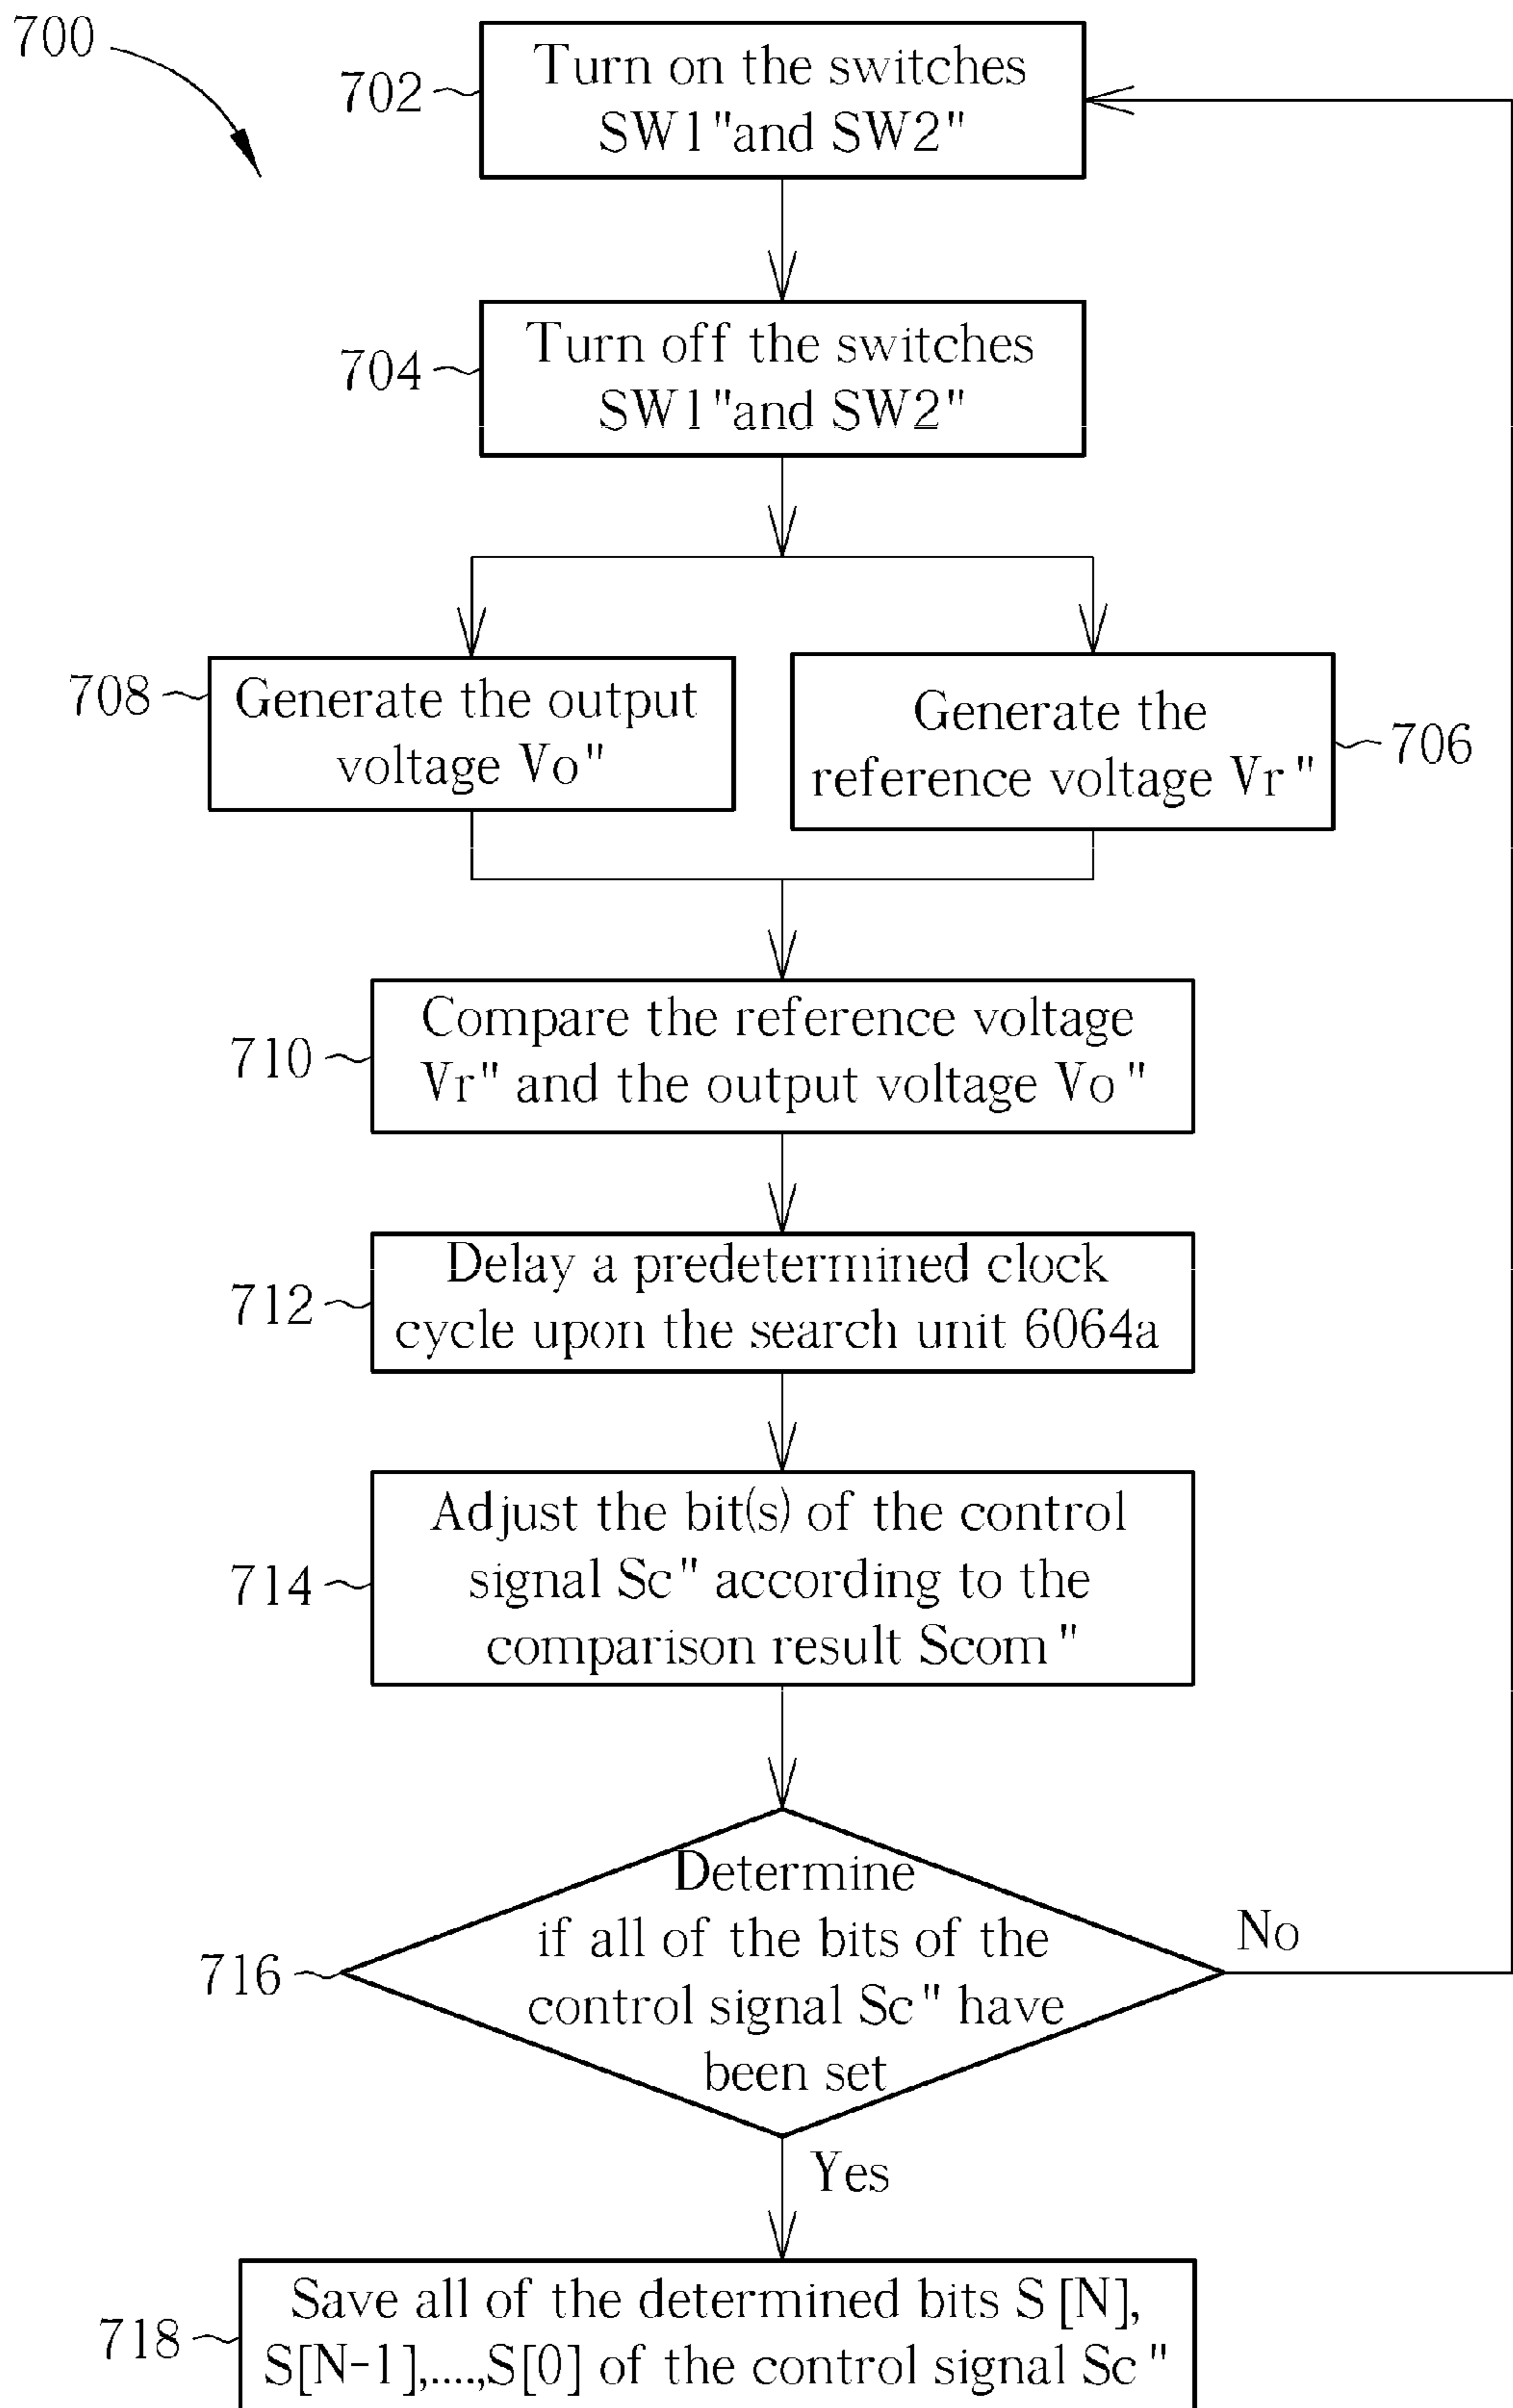 700
702
Turn on the switches
SW1"and SW2"
704
Turn off the switches
SW1"and SW2"
708
Generate the output
voltage Vo"
Generate the
reference voltage Vr"
706
710
Compare the reference voltage
Vr" and the output voltage Vo"
712
Delay a predetermined clock
cycle upon the search unit 6064a
714
Adjust the bit(s) of the control
signal Sc" according to the
comparison result Scom"
716
Determine
if all of the bits of the
control signal Sc" have
been set
No
Yes
718
Save all of the determined bits S[N],
S[N-1],....,S[0] of the control signal Sc"